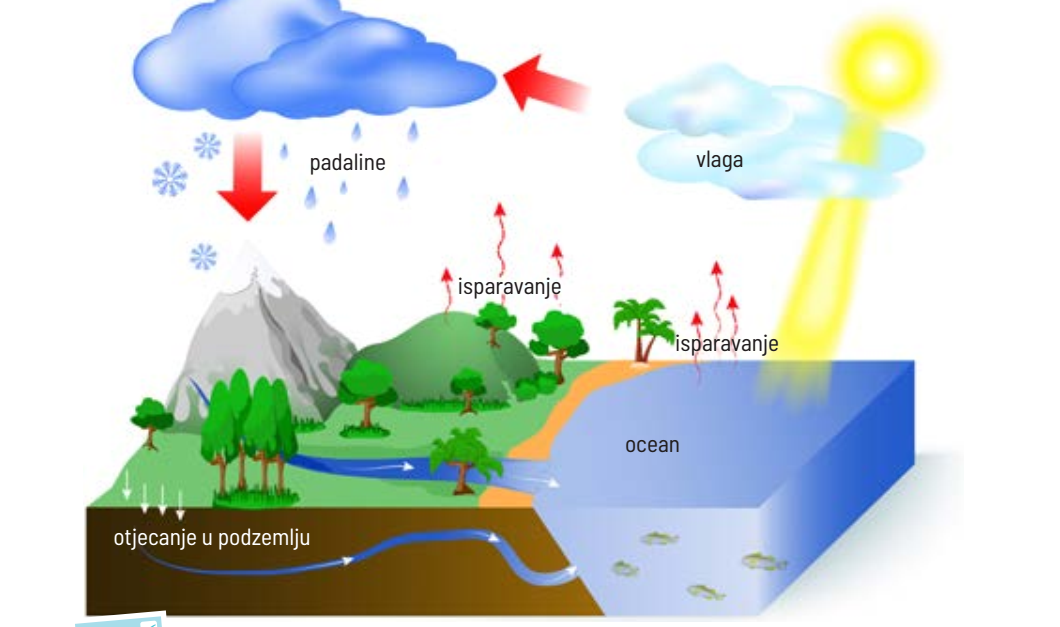 padaline
vlaga
isparavanje
isparavanje
ocean
otjecanje u podzemlju